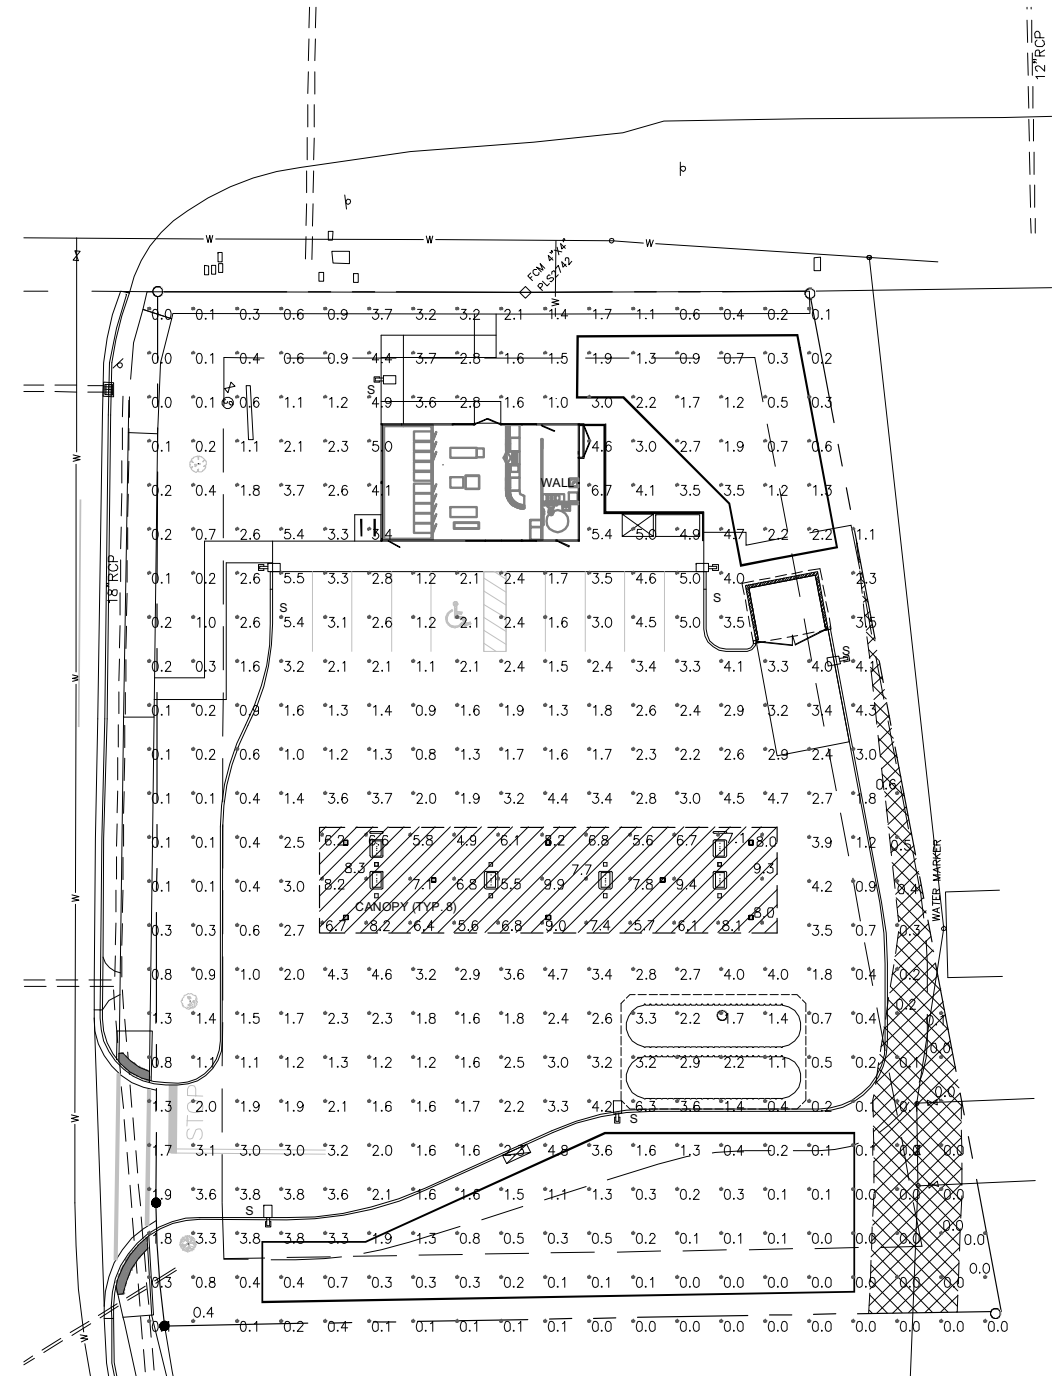 12"RCP
W W W
FCM 4"X4"
PLS2742
W
0.0 0.1 0.3 0.6 0.9 3.7 3.2 3.2 2.1 1.4 1.7 1.1 0.6 0.4 0.2 0.1
0.0 0.1 0.4 0.6 0.9 4.4 3.7 2.8 1.6 1.5 1.9 1.3 0.9 0.7 0.3 0.2
S
0.0 0.1 0.6 1.1 1.2 4.9 3.6 2.8 1.6 1.0 3.0 2.2 1.7 1.2 0.5 0.3
0.1 0.2 1.1 2.1 2.3 5.0 4.6 3.0 2.7 1.9 0.7 0.6
W
WALL
0.2 0.4 1.8 3.7 2.6 4.1 6.7 4.1 3.5 3.5 1.2 1.3
0.2 0.7 2.6 5.4 3.3 3.4 5.4 5.0 4.9 4.7 2.2 2.2 1.1
18"RCP
0.1 0.2 2.6 5.5 3.3 2.8 1.2 2.1 2.4 1.7 3.5 4.6 5.0 4.0 2.3
S S
0.2 1.0 2.6 5.4 3.1 2.6 1.2 2.1 2.4 1.6 3.0 4.5 5.0 3.5 3.5
S
0.2 0.3 1.6 3.2 2.1 2.1 1.1 2.1 2.4 1.5 2.4 3.4 3.3 4.1 3.3 4.0 4.1
W
0.1 0.2 0.9 1.6 1.3 1.4 0.9 1.6 1.9 1.3 1.8 2.6 2.4 2.9 3.2 3.4 4.3
0.1 0.2 0.6 1.0 1.2 1.3 0.8 1.3 1.7 1.6 1.7 2.3 2.2 2.6 2.9 2.4 3.0
0.6
0.1 0.1 0.4 1.4 3.6 3.7 2.0 1.9 3.2 4.4 3.4 2.8 3.0 4.5 4.7 2.7 1.8
0.1 0.1 0.4 2.5 6.2 6.6 5.8 4.9 6.1 8.2 6.8 5.6 6.7 7.1 8.0 3.9 1.2 0.5
8.3 7.7 9.3
0.1 0.1 0.4 3.0 8.2 7.1 6.8 5.5 9.9 7.8 9.4 4.2 0.9 0.4
WATER MARKER
W
CANOPY (TYP. 8)
8.0
0.3 0.3 0.6 2.7 6.7 8.2 6.4 5.6 6.8 9.0 7.4 5.7 6.1 8.1 3.5 0.7 0.3
0.8 0.9 1.0 2.0 4.3 4.6 3.2 2.9 3.6 4.7 3.4 2.8 2.7 4.0 4.0 1.8 0.4 0.2
0.2
1.3 1.4 1.5 1.7 2.3 2.3 1.8 1.6 1.8 2.4 2.6 3.3 2.2 1.7 1.4 0.7 0.4 0.1
0.0
0.8 1.1 1.1 1.2 1.3 1.2 1.2 1.6 2.5 3.0 3.2 3.2 2.9 2.2 1.1 0.5 0.2
0.0
1.3 2.0 1.9 1.9 2.1 1.6 1.6 1.7 2.2 3.3 4.2 6.3 3.6 1.4 0.4 0.2 0.1 0.1
W
STOP
S
1.7 3.1 3.0 3.0 3.2 2.0 1.6 1.6 2.3 4.8 3.6 1.6 1.3 0.4 0.2 0.1 0.1 0.0 0.0
1.9 3.6 3.8 3.8 3.6 2.1 1.6 1.6 1.5 1.1 1.3 0.3 0.2 0.3 0.1 0.1 0.0 0.0 0.0
S
0.0
1.8 3.3 3.8 3.8 3.3 1.9 1.3 0.8 0.5 0.3 0.5 0.2 0.1 0.1 0.1 0.0 0.0 0.0 0.0
0.0
0.3 0.8 0.4 0.4 0.7 0.3 0.3 0.3 0.2 0.1 0.1 0.1 0.0 0.0 0.0 0.0 0.0 0.0 0.0
0.4
0.1 0.2 0.4 0.1 0.1 0.1 0.1 0.1 0.0 0.0 0.0 0.0 0.0 0.0 0.0 0.0 0.0 0.0
W